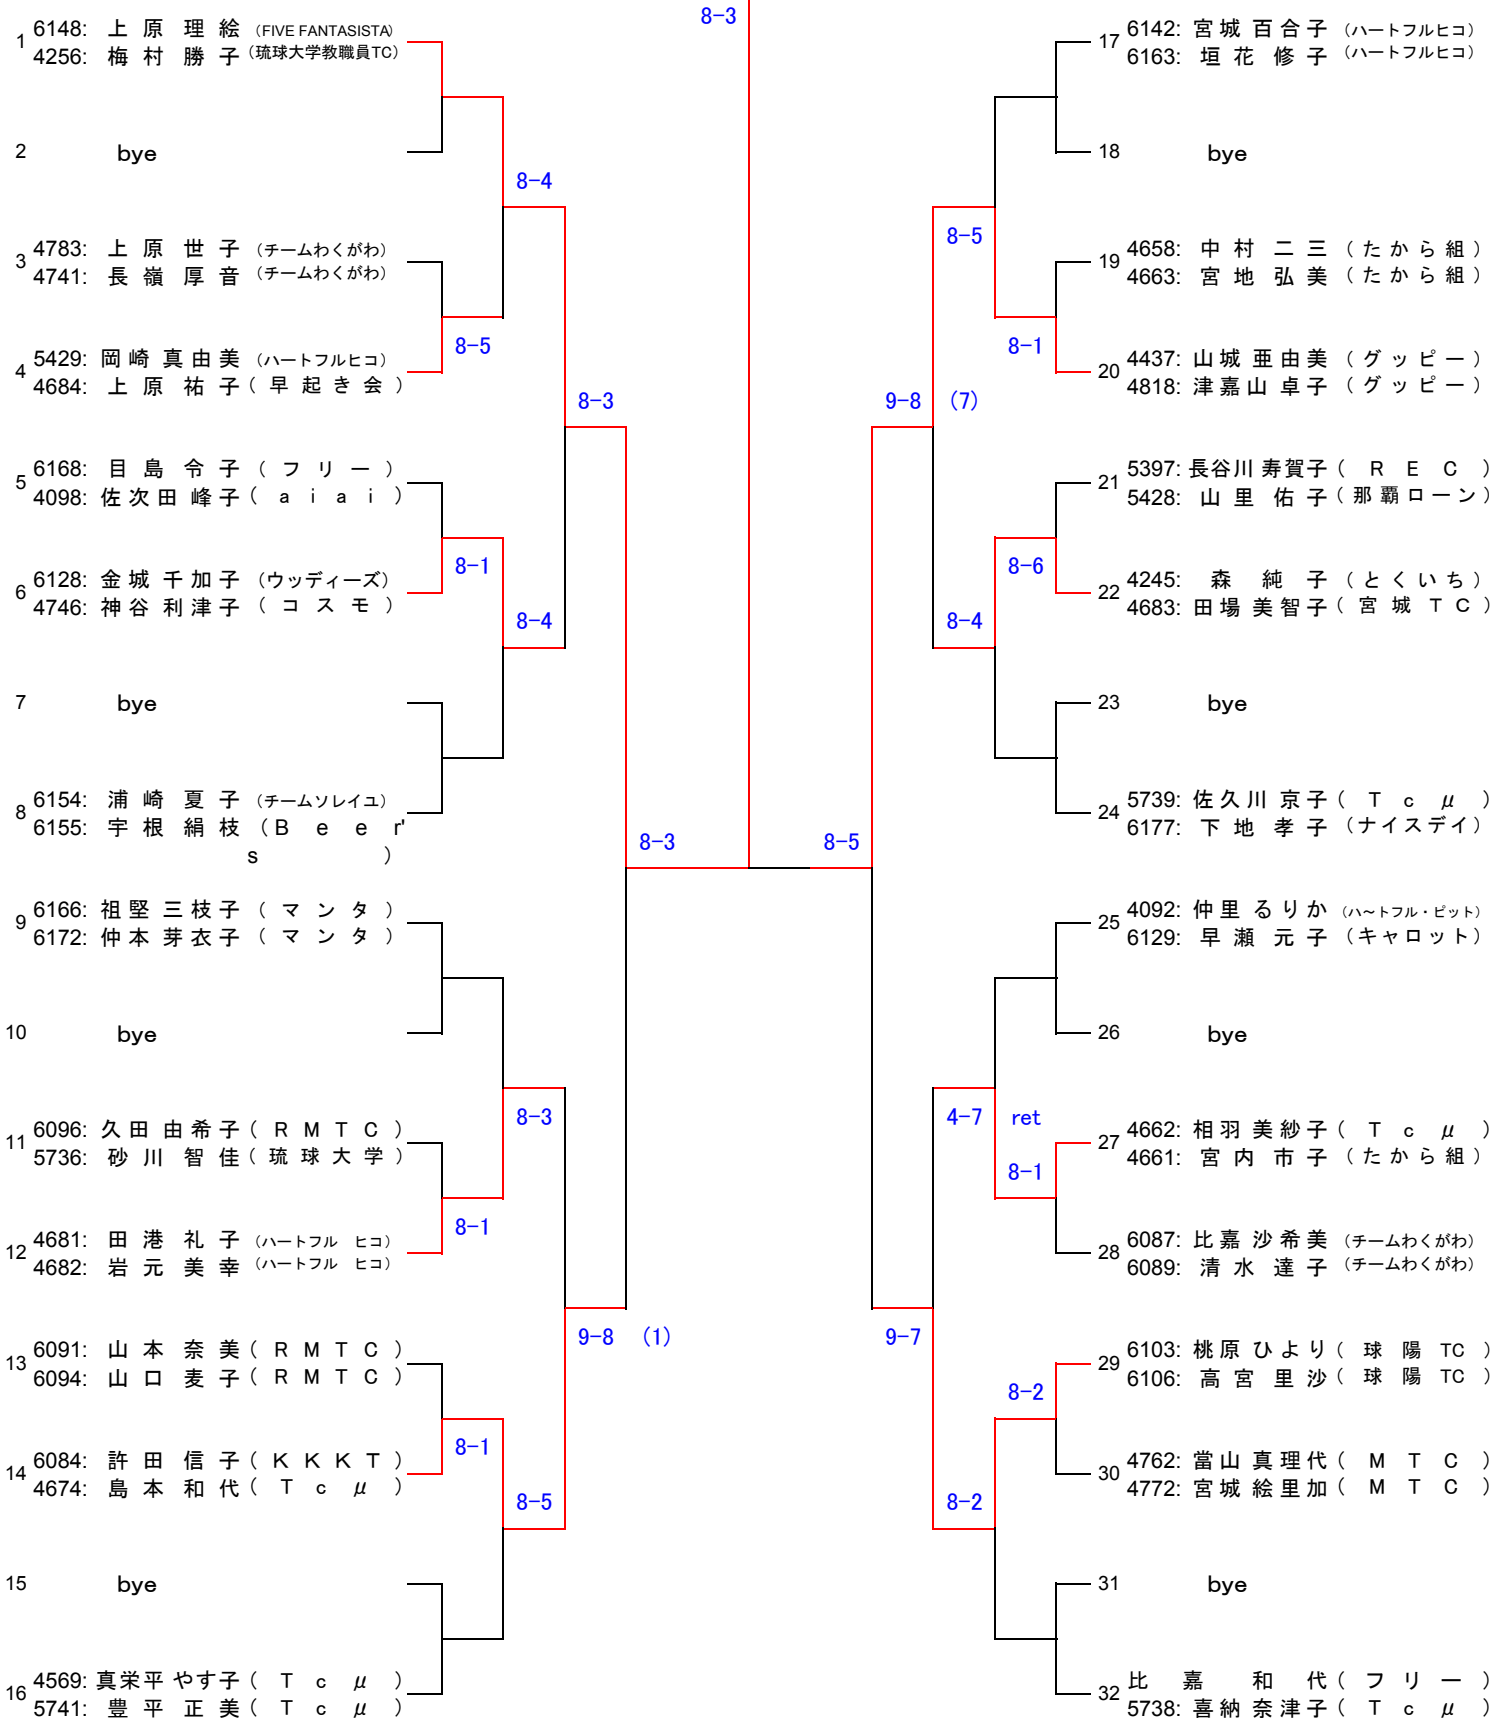 8-3
1 6148: 上原 理絵 (FIVE FANTASISTA)
4256: 梅村 勝子 (琉球大学教職員TC)
2 bye
8-4
3 4783: 上原 世子 (チームわくがわ)
4741: 長嶺 厚音 (チームわくがわ)
8-5
4 5429: 岡崎 真由美 (ハートフルヒコ)
4684: 上原 祐子 (早起き会)
8-3
5 6168: 目島 令子 (フリー)
4098: 佐次田 峰子 (aiai)
8-1
6 6128: 金城 千加子 (ウッディーズ)
4746: 神谷 利津子 (コスモ)
8-4
7 bye
8 6154: 浦崎 夏子 (チームソレイユ)
6155: 宇根 絹枝 (Beer'
s)
8-3
9 6166: 祖堅 三枝子 (マンタ)
6172: 仲本 芽衣子 (マンタ)
10 bye
8-3
11 6096: 久田 由希子 (RMTC)
5736: 砂川 智佳 (琉球大学)
8-1
12 4681: 田港 礼子 (ハートフル ヒコ)
4682: 岩元 美幸 (ハートフル ヒコ)
9-8 (1)
13 6091: 山本 奈美 (RMTC)
6094: 山口 麦子 (RMTC)
8-1
14 6084: 許田 信子 (KKKT)
4674: 島本 和代 (Tcμ)
8-5
15 bye
16 4569: 真栄平 やす子 (Tcμ)
5741: 豊平 正美 (Tcμ)
17 6142: 宮城 百合子 (ハートフルヒコ)
6163: 垣花 修子 (ハートフルヒコ)
18 bye
8-5
19 4658: 中村 二三 (たから組)
4663: 宮地 弘美 (たから組)
8-1
20 4437: 山城 亜由美 (グッピー)
4818: 津嘉山 卓子 (グッピー)
9-8 (7)
21 5397: 長谷川 寿賀子 (REC)
5428: 山里 佑子 (那覇ローン)
8-6
22 4245: 森 純子 (とくいち)
4683: 田場 美智子 (宮城TC)
8-4
23 bye
24 5739: 佐久川 京子 (Tcμ)
6177: 下地 孝子 (ナイスデイ)
8-5
25 4092: 仲里 るりか (ハ～トフル・ピット)
6129: 早瀬 元子 (キャロット)
26 bye
4-7 ret
27 4662: 相羽 美紗子 (Tcμ)
4661: 宮内 市子 (たから組)
8-1
28 6087: 比嘉 沙希美 (チームわくがわ)
6089: 清水 達子 (チームわくがわ)
9-7
29 6103: 桃原 ひより (球陽TC)
6106: 高宮 里沙 (球陽TC)
8-2
30 4762: 當山 真理代 (MTC)
4772: 宮城 絵里加 (MTC)
8-2
31 bye
32 比嘉 和代 (フリー)
5738: 喜納 奈津子 (Tcμ)